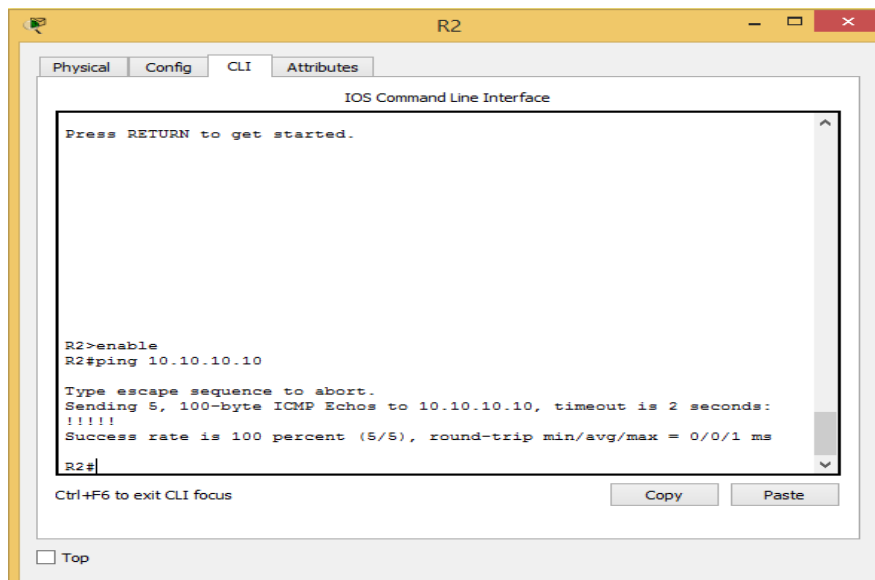 R2
Physical Config CLI Attributes
IOS Command Line Interface
Press RETURN to get started.
R2>enable
R2#ping 10.10.10.10
Type escape sequence to abort.
Sending 5, 100-byte ICMP Echos to 10.10.10.10, timeout is 2 seconds:
!!!!!
Success rate is 100 percent (5/5), round-trip min/avg/max = 0/0/1 ms
R2#
Ctrl+F6 to exit CLI focus
Copy Paste
Top